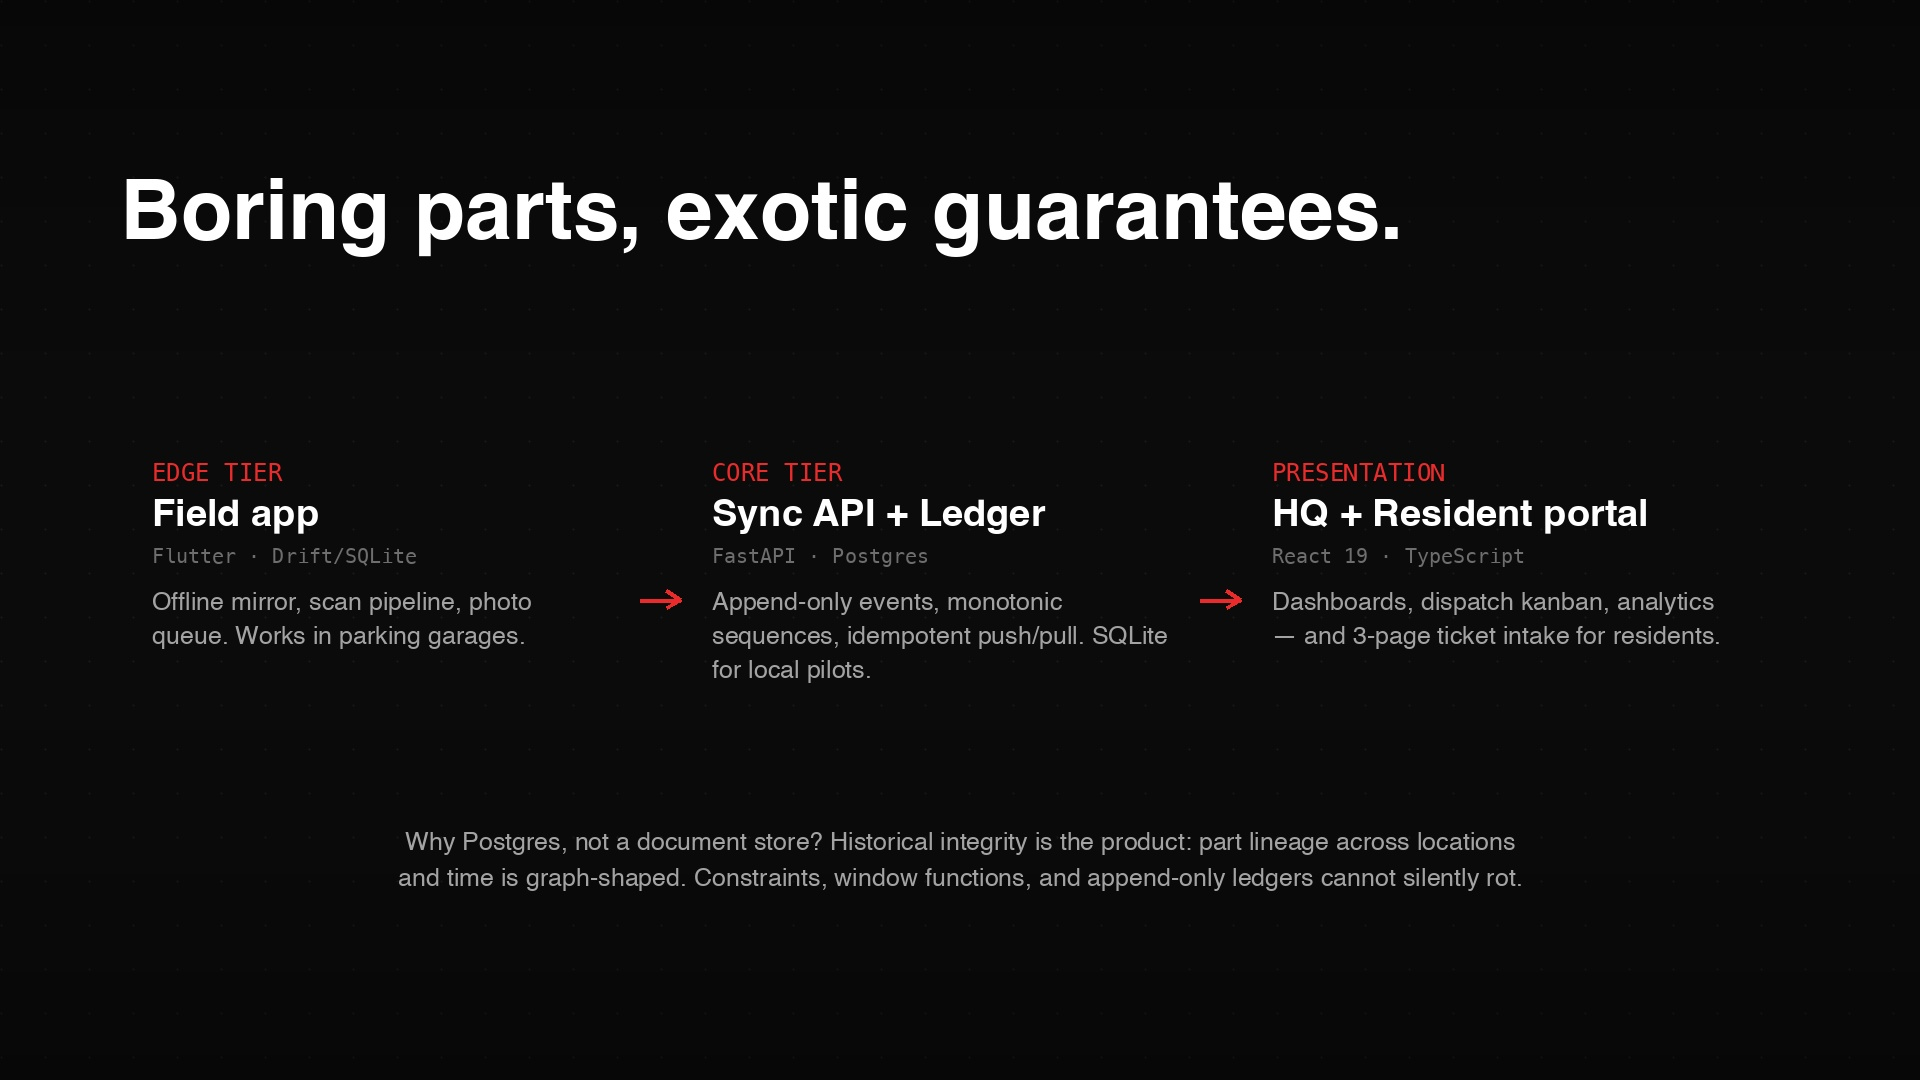 Boring parts, exotic guarantees.
EDGE TIER
Field app
Flutter · Drift/SQLite
Offline mirror, scan pipeline, photo
queue. Works in parking garages.
CORE TIER
Sync API + Ledger
FastAPI · Postgres
Append-only events, monotonic
sequences, idempotent push/pull. SQLite
for local pilots.
PRESENTATION
HQ + Resident portal
React 19 · TypeScript
Dashboards, dispatch kanban, analytics
— and 3-page ticket intake for residents.
Why Postgres, not a document store? Historical integrity is the product: part lineage across locations
and time is graph-shaped. Constraints, window functions, and append-only ledgers cannot silently rot.